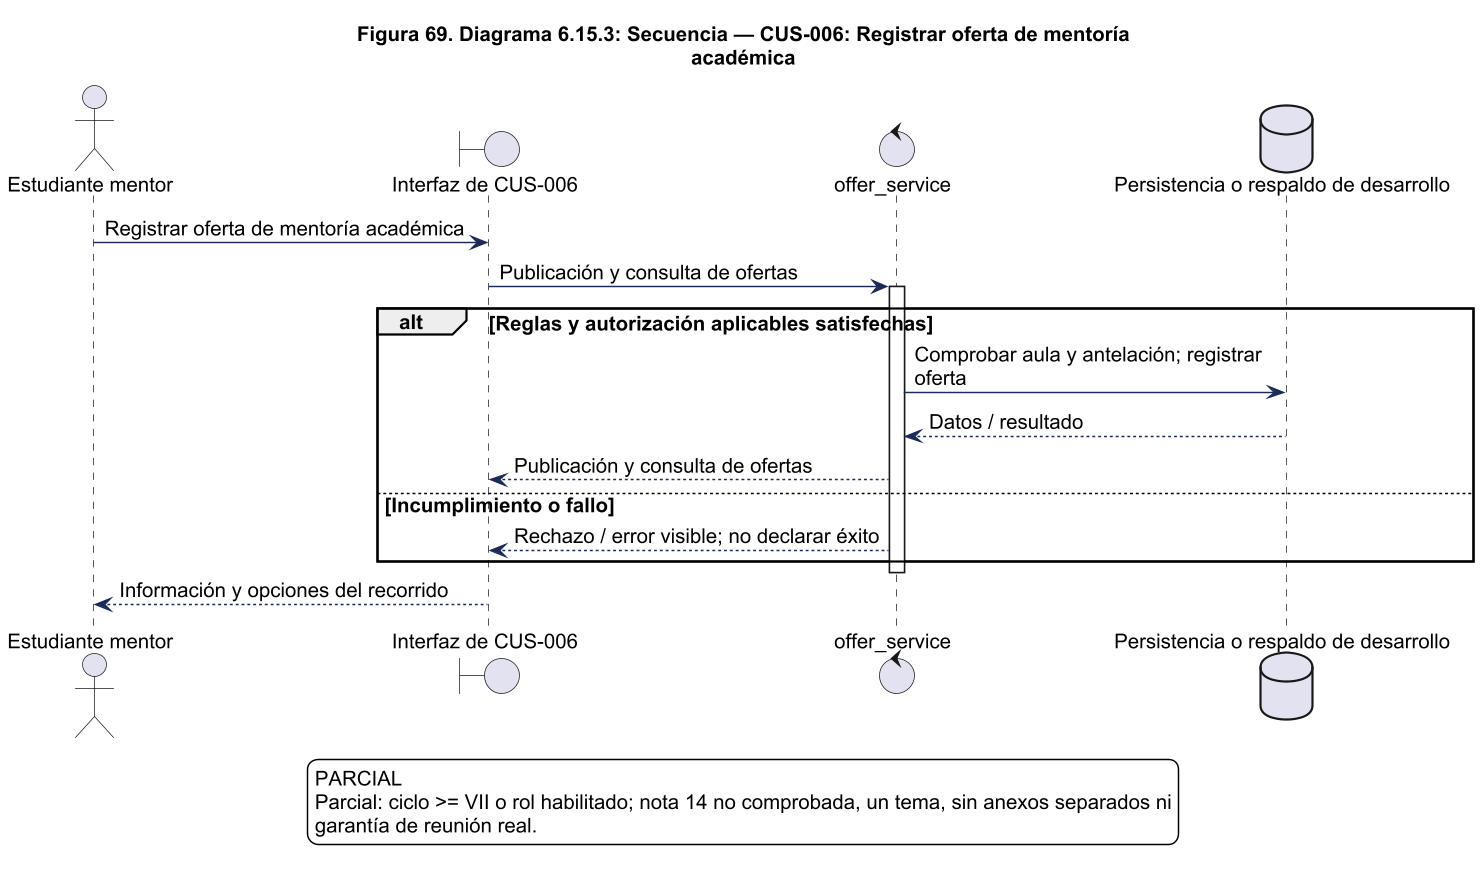 Figura 69. Diagrama 6.15.3: Secuencia — CUS-006: Registrar oferta de mentoría
académica
Estudiante mentor
Interfaz de CUS-006
offer_service
Persistencia o respaldo de desarrollo
Registrar oferta de mentoría académica
Publicación y consulta de ofertas
alt
[Reglas y autorización aplicables satisfechas]
Comprobar aula y antelación; registrar
oferta
Datos / resultado
Publicación y consulta de ofertas
[Incumplimiento o fallo]
Rechazo / error visible; no declarar éxito
Información y opciones del recorrido
Estudiante mentor
Interfaz de CUS-006
offer_service
Persistencia o respaldo de desarrollo
PARCIAL
Parcial: ciclo >= VII o rol habilitado; nota 14 no comprobada, un tema, sin anexos separados ni
garantía de reunión real.